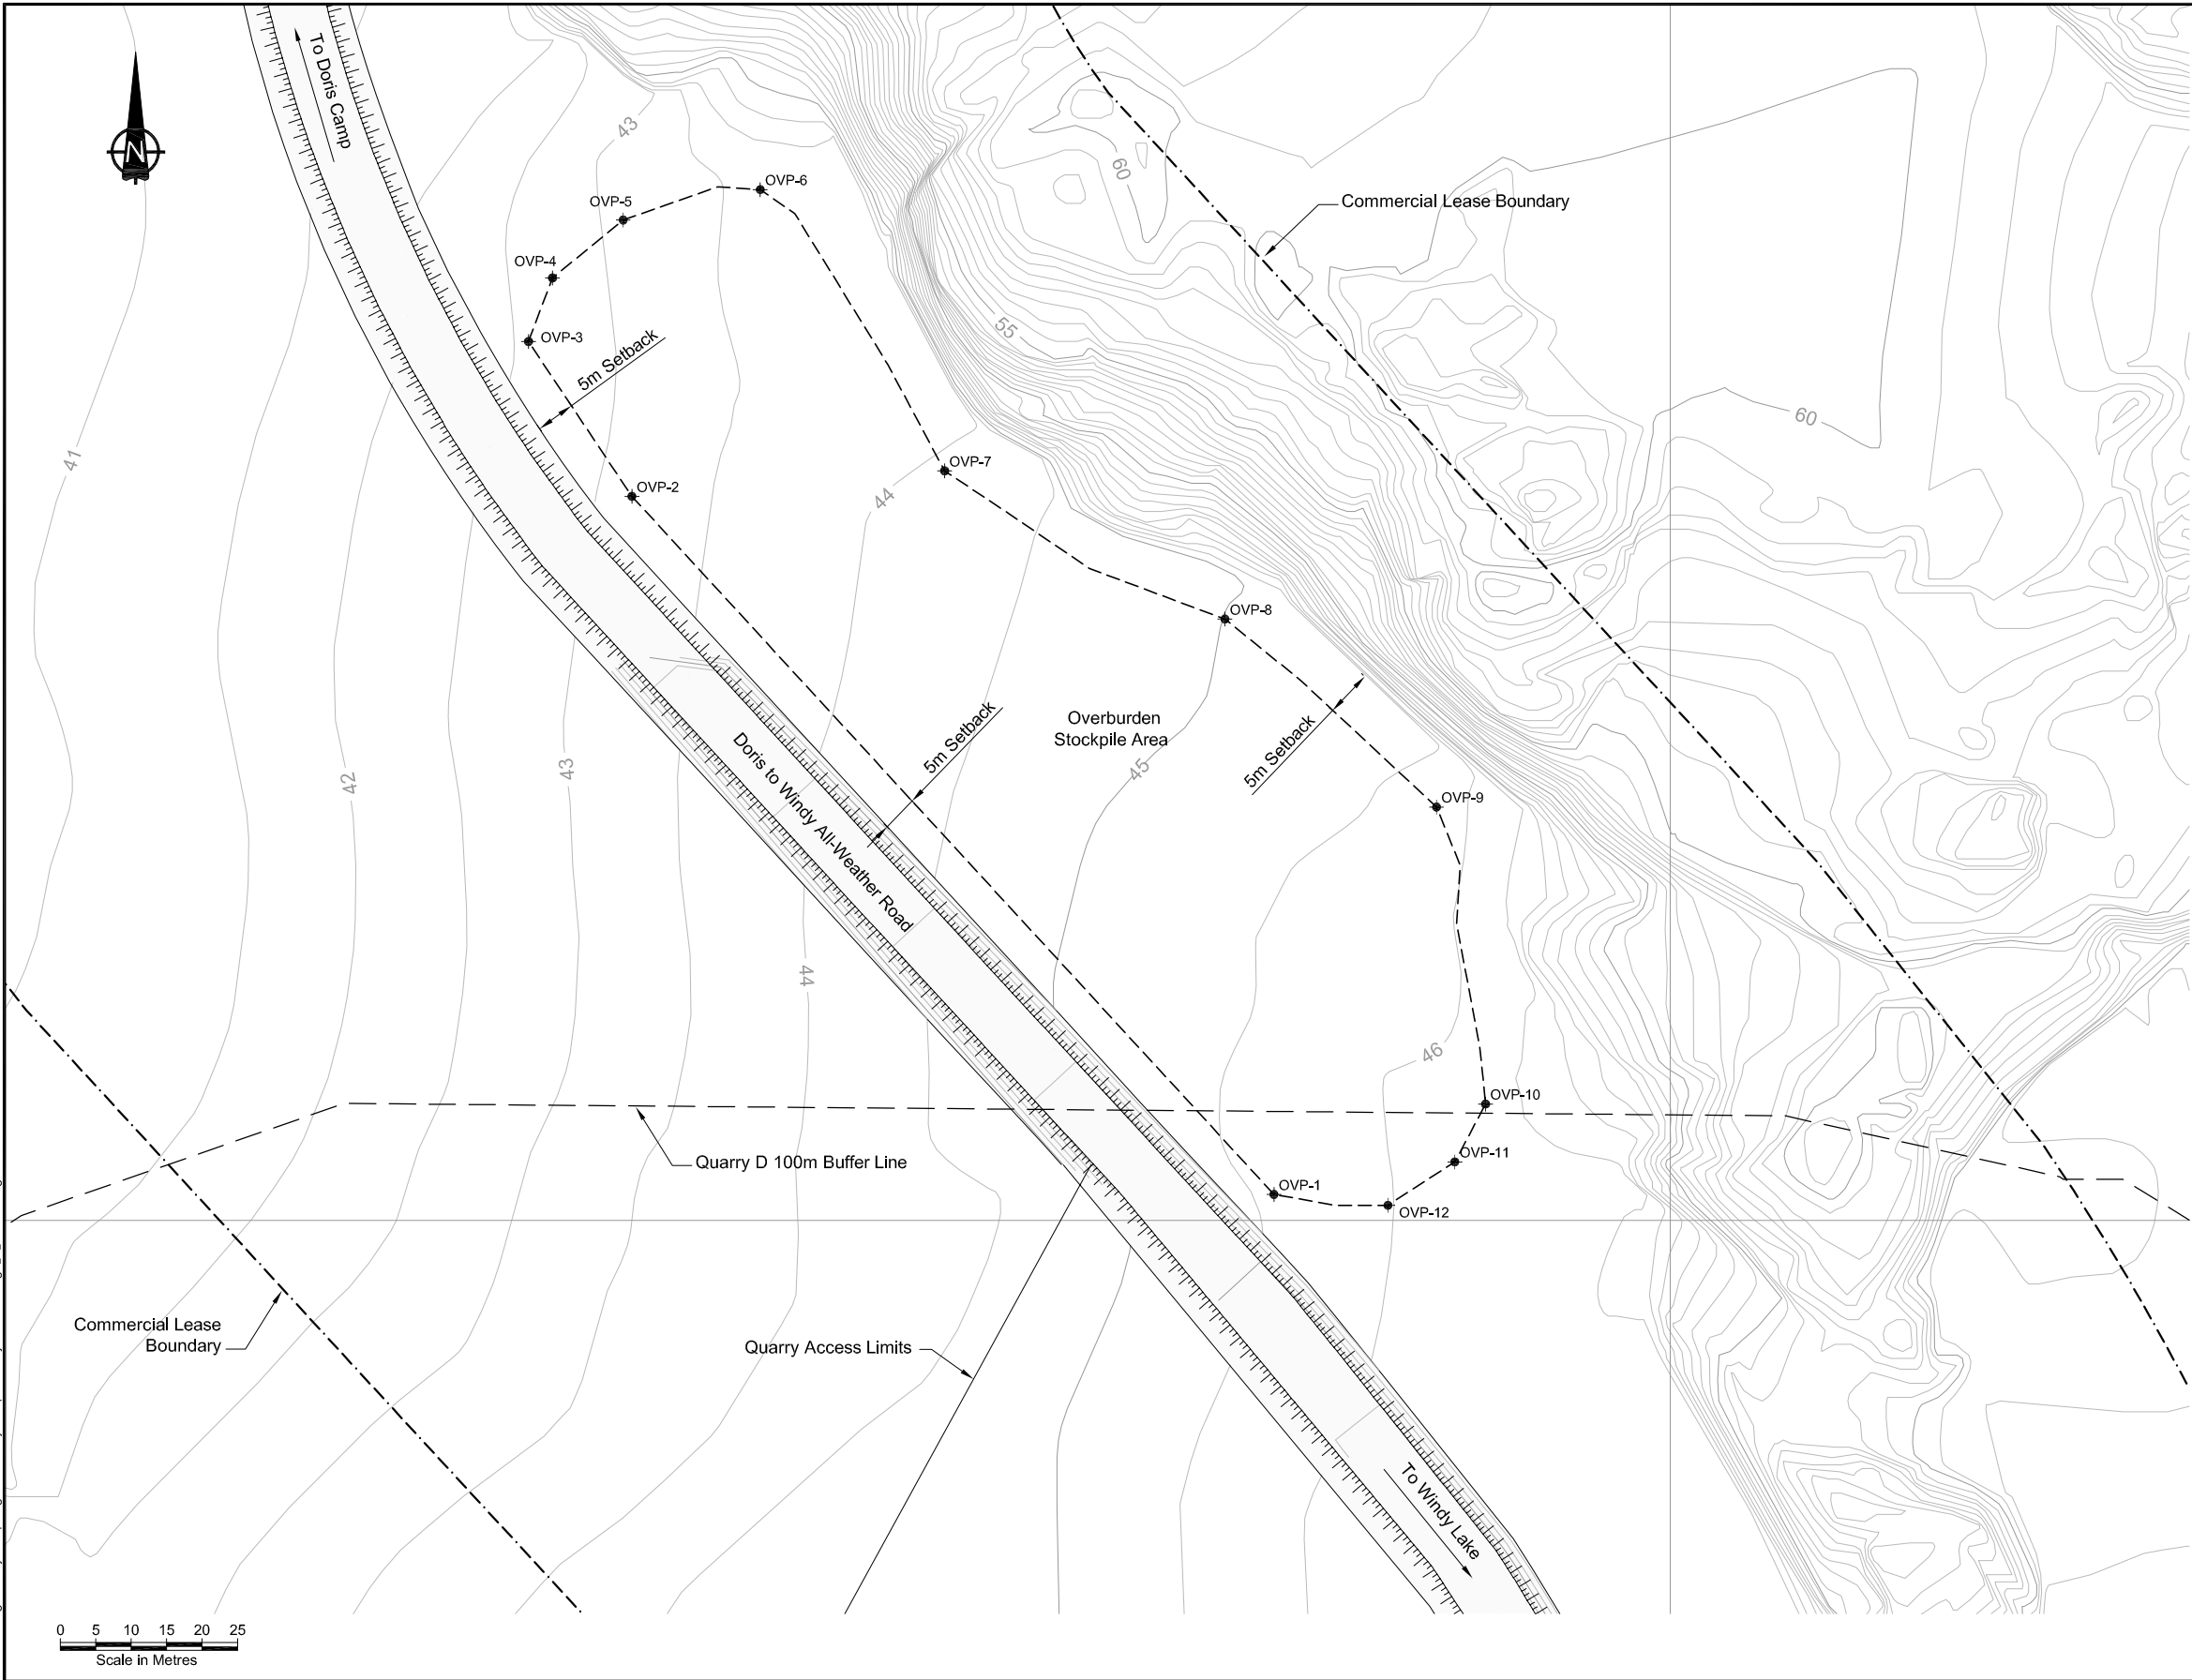 To Doris Camp
N
43
OVP-6
OVP-5
60
Commercial Lease Boundary
OVP-4
OVP-3
55
5m Setback
60
41
OVP-7
OVP-2
44
OVP-8
Overburden
Stockpile Area
5m Setback
5m Setback
Doris to Windy All-Weather Road
42
43
45
OVP-9
44
46
OVP-10
Quarry D 100m Buffer Line
OVP-11
OVP-1
OVP-12
Commercial Lease
Boundary
Quarry Access Limits
To Windy Lake
0 5 10 15 20 25
Scale in Metres